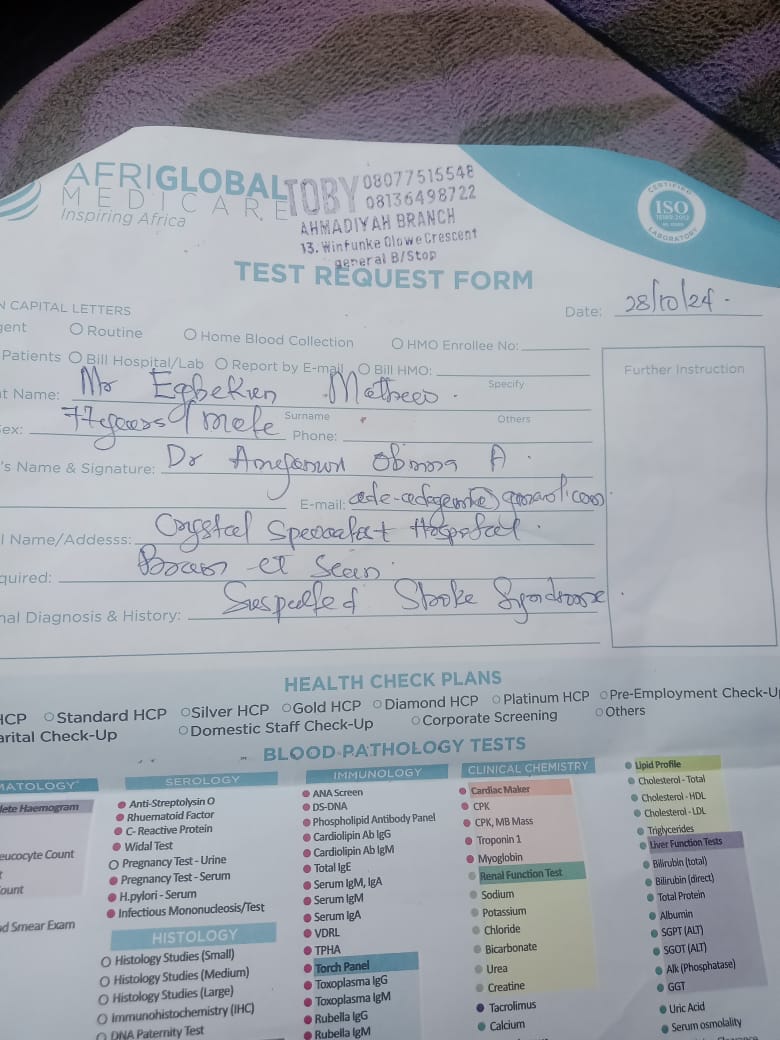 AFRIGLOBAL
MEDICARE
Inspiring Africa
TOBY 08077515548
08136498722
AHMADIYAH BRANCH
13. Winfunke Olowe Crescent
general B/Stop
CERTIFIED
ISO
LABORATORY
TEST REQUEST FORM
Date: 28/10/24.
N CAPITAL LETTERS
gent Routine Home Blood Collection HMO Enrollee No:
Patients Bill Hospital/Lab Report by E-mail Bill HMO:
Specify
Further Instruction
t Name: Mr
Surname Others
ex: 77years/male Phone:
's Name & Signature: Dr Obinna A
E-mail:
l Name/Addesss: Crystal Specialist Hospital.
quired: Brain ct Scan.
nal Diagnosis & History: Suspected Stroke Syndrome.
HEALTH CHECK PLANS
HCP Standard HCP Silver HCP Gold HCP Diamond HCP Platinum HCP Pre-Employment Check-U
arital Check-Up Domestic Staff Check-Up Corporate Screening Others
BLOOD PATHOLOGY TESTS
MATOLOGY
lete Haemogram
eucocyte Count
t
ount
d Smear Exam
SEROLOGY
Anti-Streptolysin O
Rhuematoid Factor
C- Reactive Protein
Widal Test
Pregnancy Test - Urine
Pregnancy Test - Serum
H.pylori - Serum
Infectious Mononucleosis/Test
HISTOLOGY
Histology Studies (Small)
Histology Studies (Medium)
Histology Studies (Large)
Immunohistochemistry (IHC)
DNA Paternity Test
IMMUNOLOGY
ANA Screen
DS-DNA
Phospholipid Antibody Panel
Cardiolipin Ab IgG
Cardiolipin Ab IgM
Total IgE
Serum IgM, IgA
Serum IgM
Serum IgA
VDRL
TPHA
Torch Panel
Toxoplasma IgG
Toxoplasma IgM
Rubella IgG
Rubella IgM
CLINICAL CHEMISTRY
Cardiac Maker
CPK
CPK, MB Mass
Troponin 1
Myoglobin
Renal Function Test
Sodium
Potassium
Chloride
Bicarbonate
Urea
Creatine
Tacrolimus
Calcium
Lipid Profile
Cholesterol - Total
Cholesterol - HDL
Cholesterol - LDL
Triglycerides
Liver Function Tests
Bilirubin (total)
Bilirubin (direct)
Total Protein
Albumin
SGPT (ALT)
SGOT (ALT)
Alk (Phosphatase)
GGT
Uric Acid
Serum osmolality